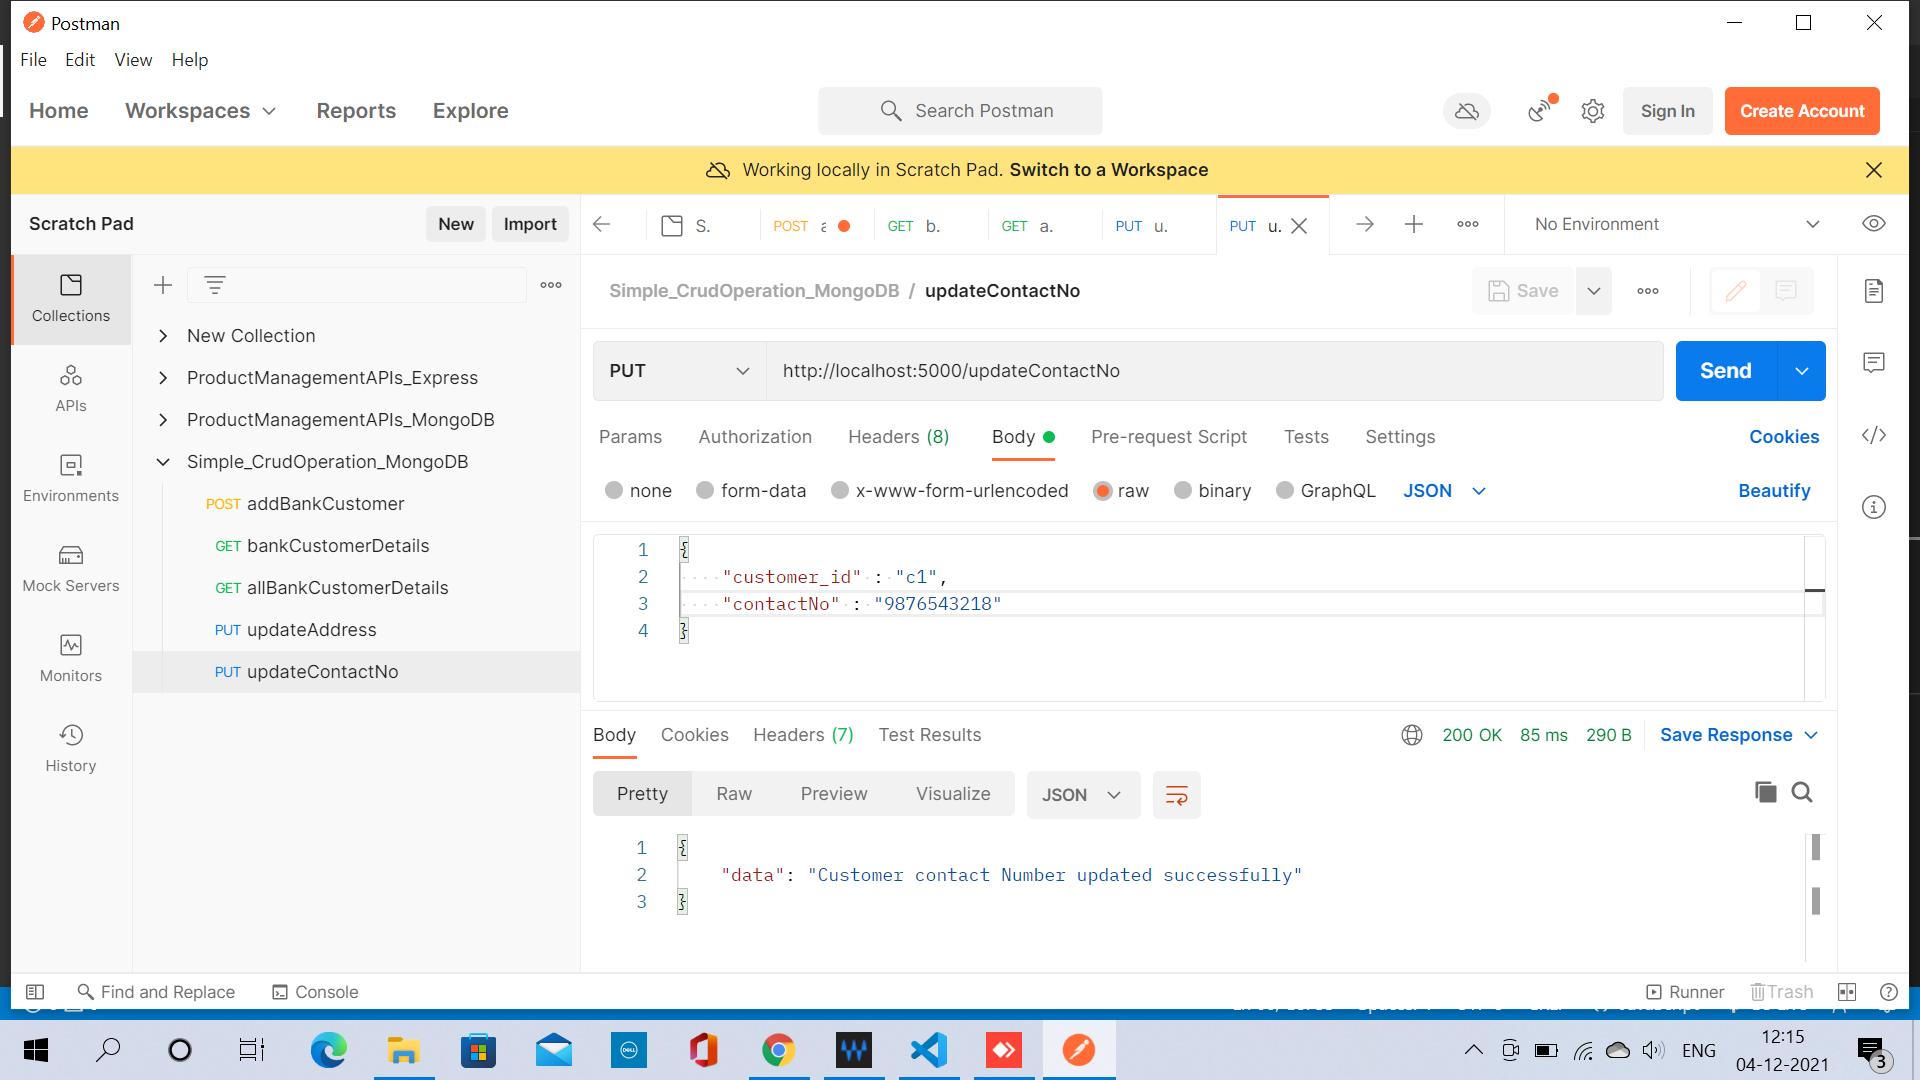 Postman
File Edit View Help
Home Workspaces Reports Explore
Search Postman
Sign In
Create Account
Working locally in Scratch Pad. Switch to a Workspace
Scratch Pad
New
Import
S.
POST a
GET b.
GET a.
PUT u.
PUT u.
No Environment
Collections
APIs
Environments
Mock Servers
Monitors
History
New Collection
ProductManagementAPIs_Express
ProductManagementAPIs_MongoDB
Simple_CrudOperation_MongoDB
POST addBankCustomer
GET bankCustomerDetails
GET allBankCustomerDetails
PUT updateAddress
PUT updateContactNo
Simple_CrudOperation_MongoDB / updateContactNo
Save
PUT
http://localhost:5000/updateContactNo
Send
Params Authorization Headers (8) Body Pre-request Script Tests Settings
Cookies
none form-data x-www-form-urlencoded raw binary GraphQL JSON
Beautify
1 {
2 "customer_id" : "c1",
3 "contactNo" : "9876543218"
4 }
Body Cookies Headers (7) Test Results
200 OK 85 ms 290 B Save Response
Pretty Raw Preview Visualize JSON
1 {
2 "data": "Customer contact Number updated successfully"
3 }
Find and Replace
Console
Runner
Trash
DELL
ENG
12:15
04-12-2021
3